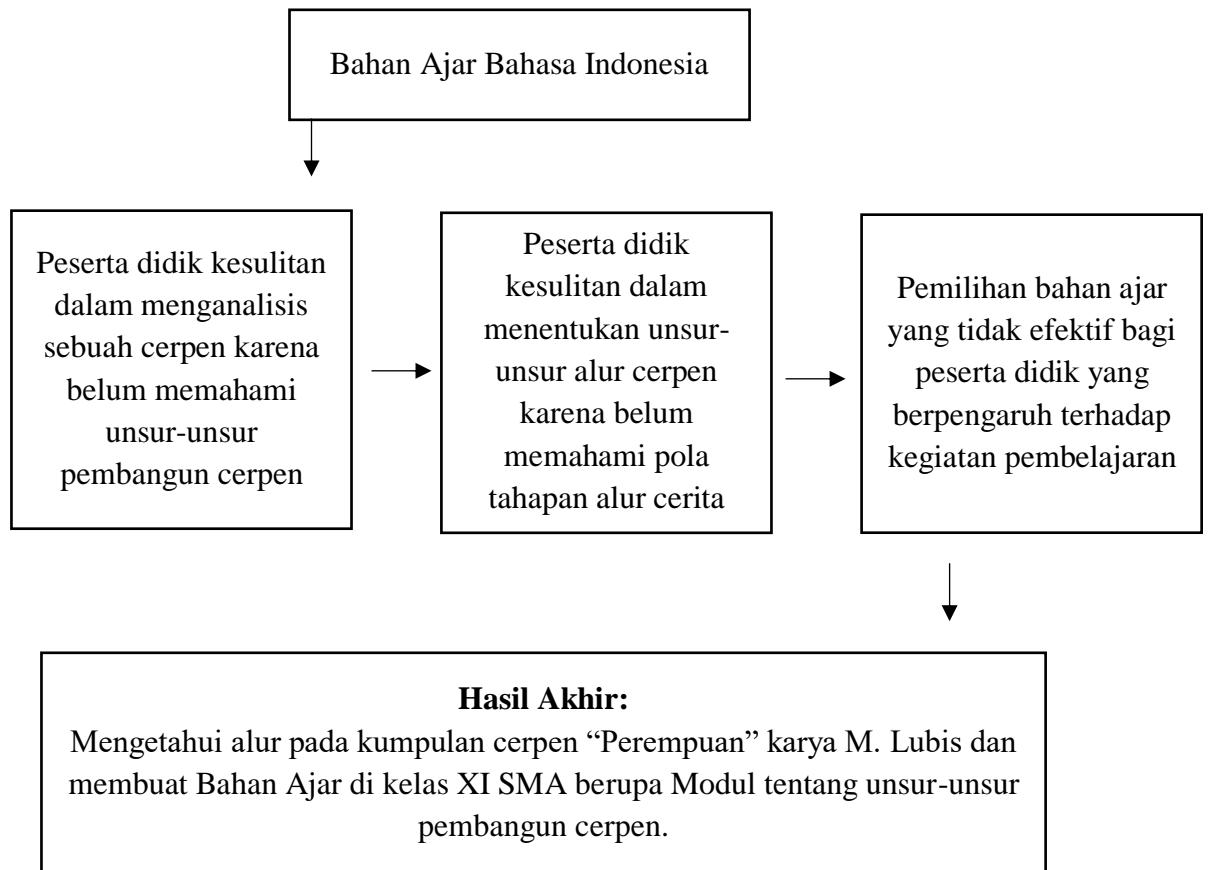 Bahan Ajar Bahasa Indonesia
Peserta didik kesulitan
dalam menganalisis
sebuah cerpen karena
belum memahami
unsur-unsur
pembangun cerpen
Peserta didik
kesulitan dalam
menentukan unsur-
unsur alur cerpen
karena belum
memahami pola
tahapan alur cerita
Pemilihan bahan ajar
yang tidak efektif bagi
peserta didik yang
berpengaruh terhadap
kegiatan pembelajaran
Hasil Akhir:
Mengetahui alur pada kumpulan cerpen “Perempuan” karya M. Lubis dan
membuat Bahan Ajar di kelas XI SMA berupa Modul tentang unsur-unsur
pembangun cerpen.